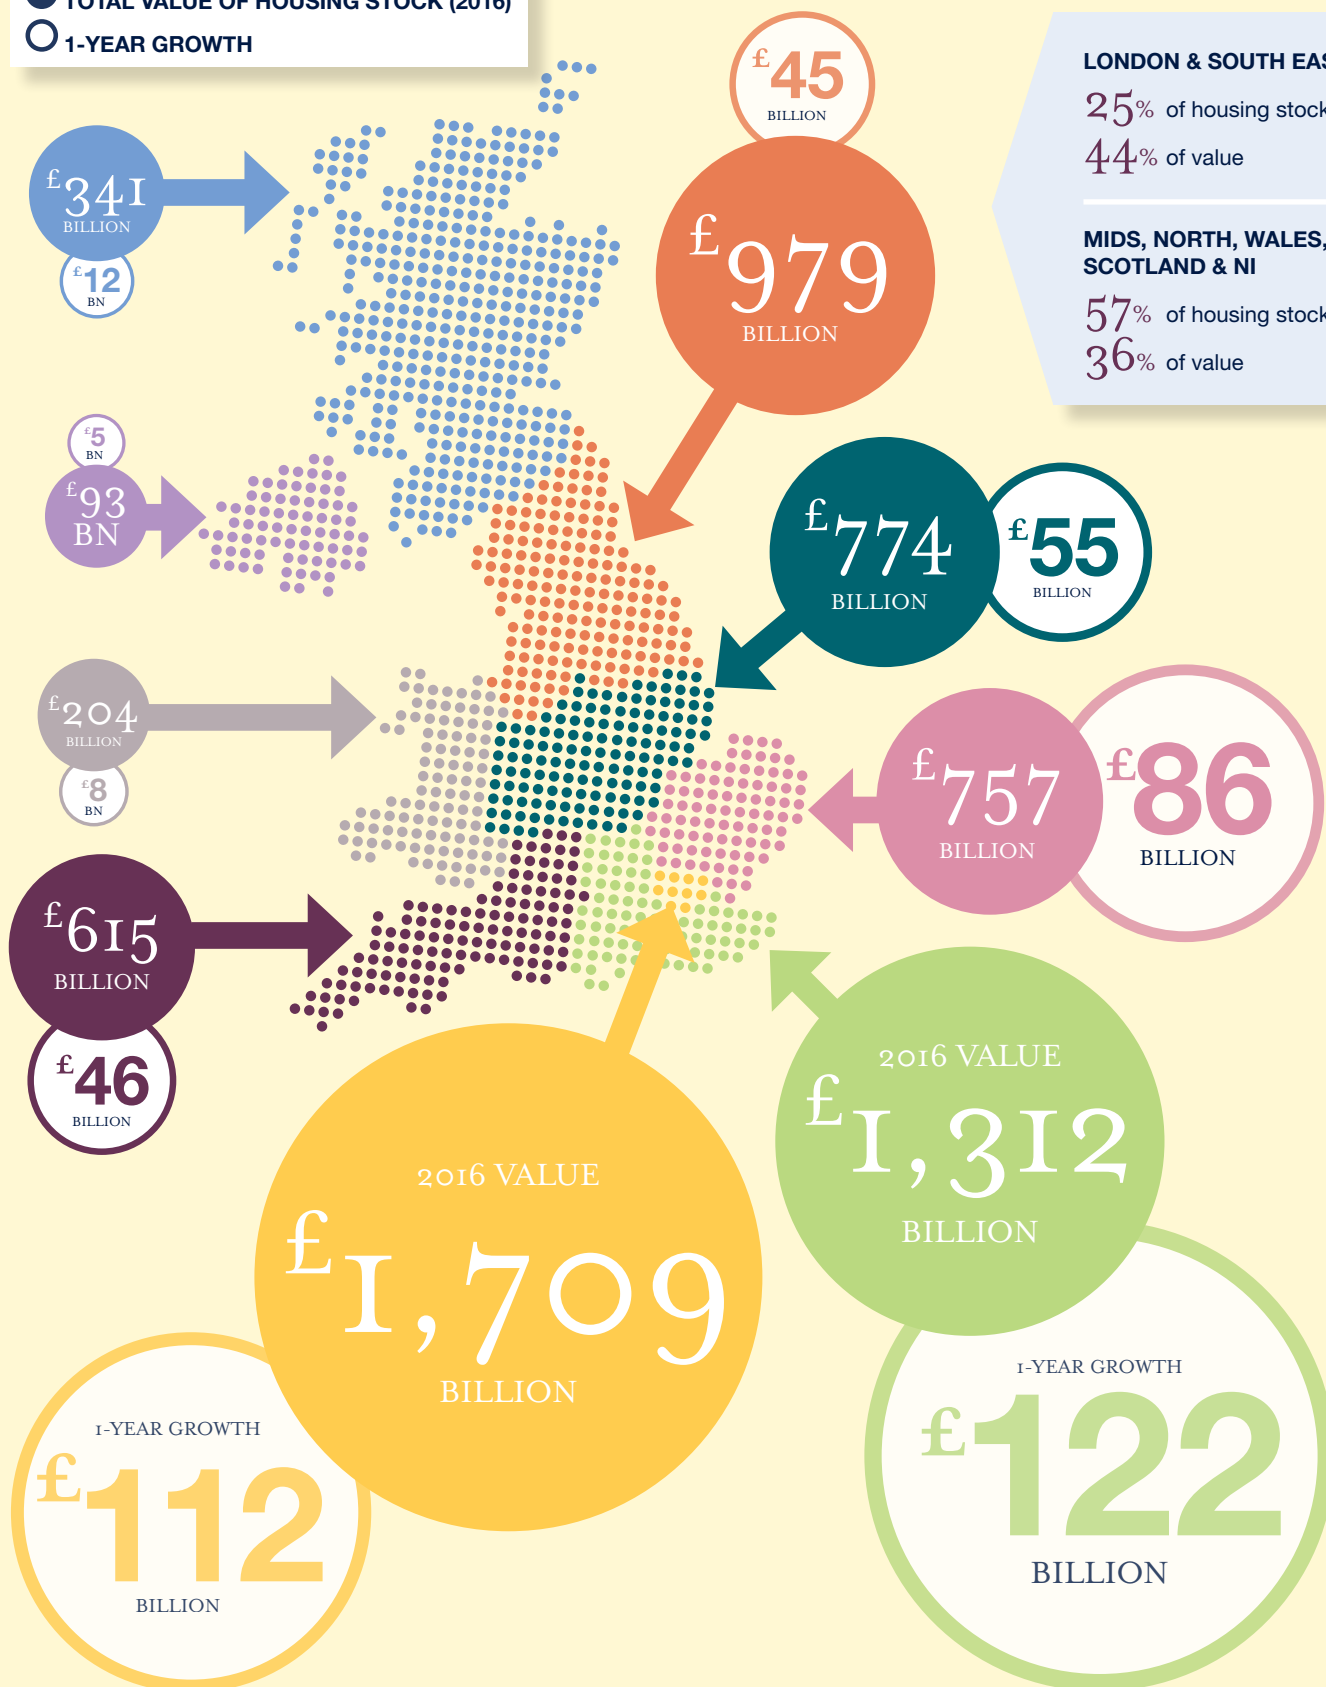 TOTAL VALUE OF HOUSING STOCK (2016)
1-YEAR GROWTH
£45
BILLION
£979
BILLION
LONDON & SOUTH EAS
25% of housing stock
44% of value
MIDS, NORTH, WALES,
SCOTLAND & NI
57% of housing stock
36% of value
£341
BILLION
£12
BN
£5
BN
£93
BN
£774
BILLION
£55
BILLION
£204
BILLION
£8
BN
£757
BILLION
£86
BILLION
£615
BILLION
£46
BILLION
2016 VALUE
£1,312
BILLION
2016 VALUE
£1,709
BILLION
1-YEAR GROWTH
£122
BILLION
1-YEAR GROWTH
£112
BILLION